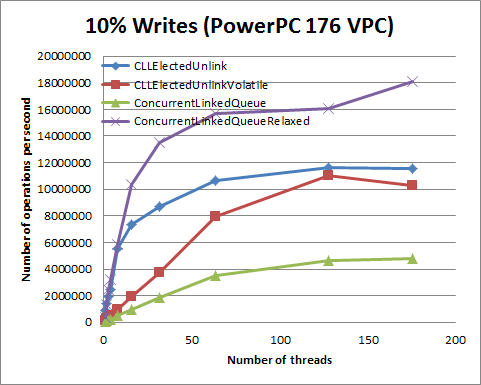 10% Writes (PowerPC 176 VPC)
20000000
18000000
16000000
14000000
12000000
10000000
8000000
6000000
4000000
2000000
0
Number of operations persecond
CLLElectedUnlink
CLLElectedUnlinkVolatile
ConcurrentLinkedQueue
ConcurrentLinkedQueueRelaxed
0 50 100 150 200
Number of threads